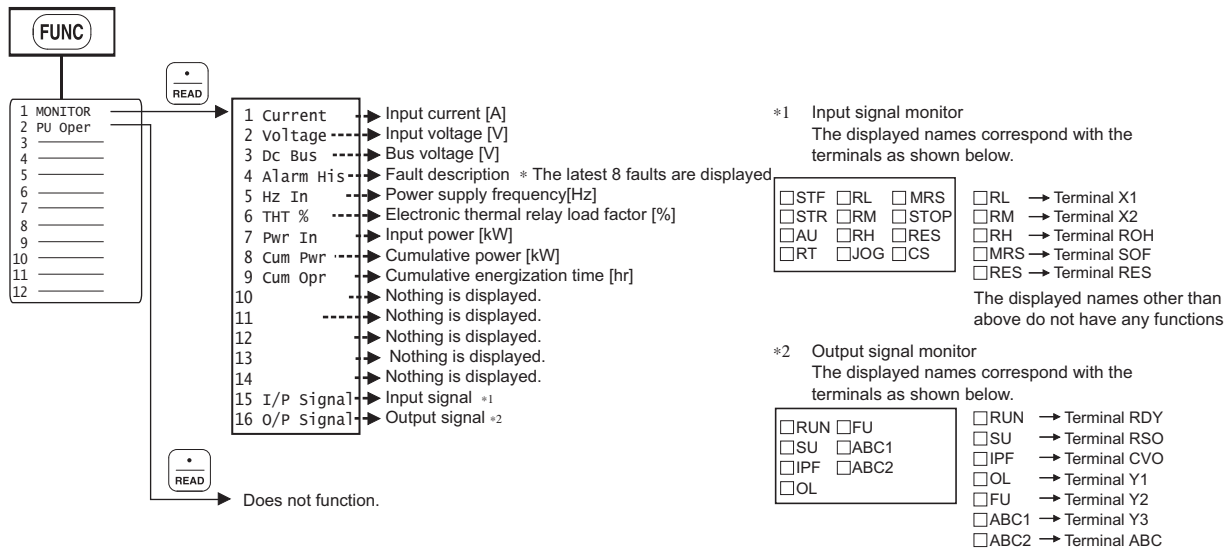 FUNC
READ
1 MONITOR
2 PU Oper
3
4
5
6
7
8
9
10
11
12
1 Current Input current [A]
2 Voltage Input voltage [V]
3 Dc Bus Bus voltage [V]
4 Alarm His Fault description * The latest 8 faults are displayed
5 Hz In Power supply frequency[Hz]
6 THT % Electronic thermal relay load factor [%]
7 Pwr In Input power [kW]
8 Cum Pwr Cumulative power [kW]
9 Cum Opr Cumulative energization time [hr]
10 Nothing is displayed.
11 Nothing is displayed.
12 Nothing is displayed.
13 Nothing is displayed.
14 Nothing is displayed.
15 I/P Signal Input signal *1
16 O/P Signal Output signal *2
READ
Does not function.
*1 Input signal monitor
The displayed names correspond with the
terminals as shown below.
□STF □RL □MRS
□STR □RM □STOP
□AU □RH □RES
□RT □JOG □CS
□RL → Terminal X1
□RM → Terminal X2
□RH → Terminal ROH
□MRS → Terminal SOF
□RES → Terminal RES
The displayed names other than
above do not have any functions
*2 Output signal monitor
The displayed names correspond with the
terminals as shown below.
□RUN □FU
□SU □ABC1
□IPF □ABC2
□OL
□RUN → Terminal RDY
□SU → Terminal RSO
□IPF → Terminal CVO
□OL → Terminal Y1
□FU → Terminal Y2
□ABC1 → Terminal Y3
□ABC2 → Terminal ABC